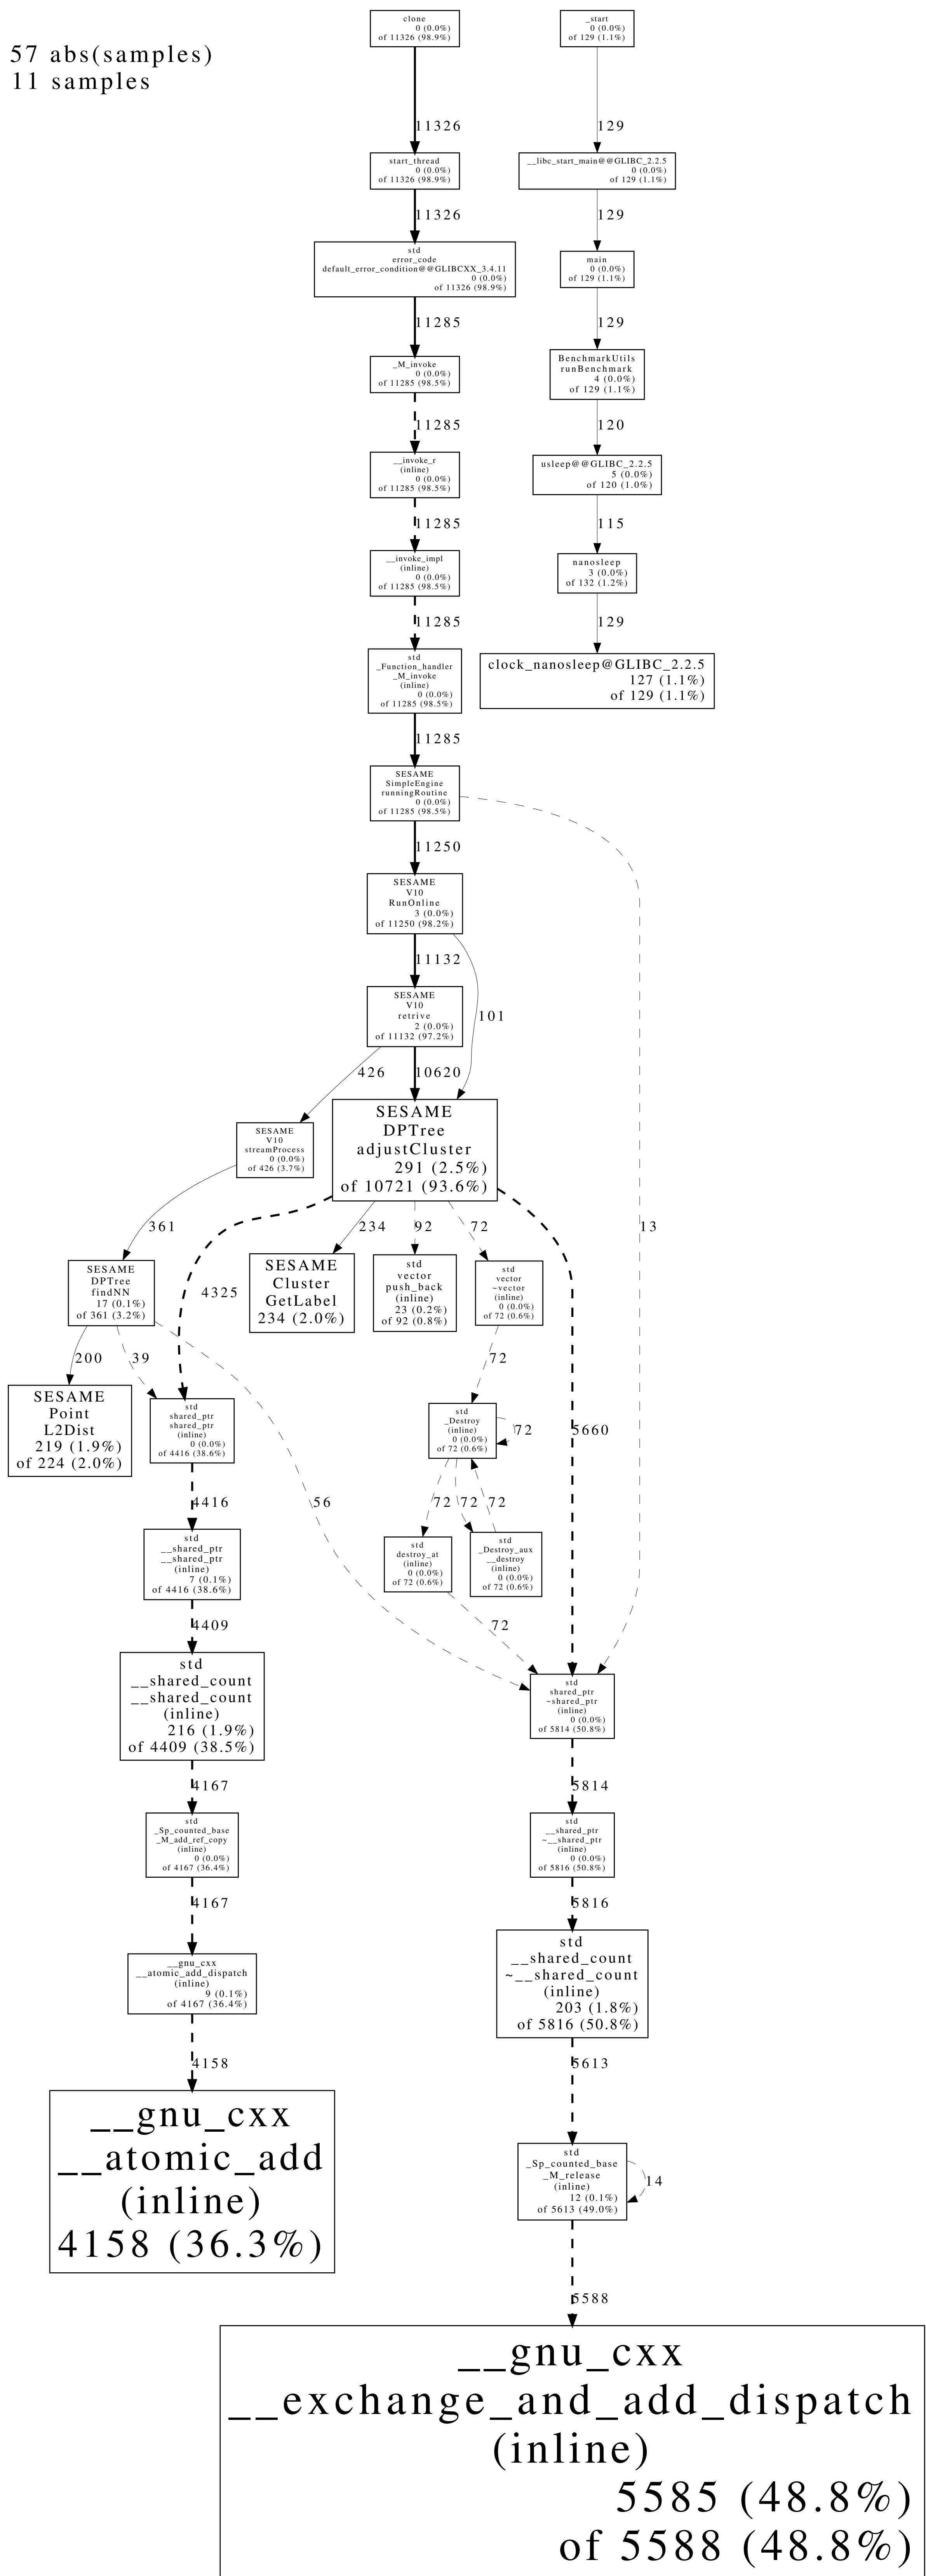 57 abs(samples)
11 samples
clone
0 (0.0%)
of 11326 (98.9%)
_start
0 (0.0%)
of 129 (1.1%)
11326
129
start_thread
0 (0.0%)
of 11326 (98.9%)
__libc_start_main@@GLIBC_2.2.5
0 (0.0%)
of 129 (1.1%)
11326
129
std
error_code
default_error_condition@@GLIBCXX_3.4.11
0 (0.0%)
of 11326 (98.9%)
main
0 (0.0%)
of 129 (1.1%)
11285
129
_M_invoke
0 (0.0%)
of 11285 (98.5%)
BenchmarkUtils
runBenchmark
4 (0.0%)
of 129 (1.1%)
11285
120
__invoke_r
(inline)
0 (0.0%)
of 11285 (98.5%)
usleep@@GLIBC_2.2.5
5 (0.0%)
of 120 (1.0%)
11285
115
__invoke_impl
(inline)
0 (0.0%)
of 11285 (98.5%)
nanosleep
3 (0.0%)
of 132 (1.2%)
11285
129
std
_Function_handler
_M_invoke
(inline)
0 (0.0%)
of 11285 (98.5%)
clock_nanosleep@GLIBC_2.2.5
127 (1.1%)
of 129 (1.1%)
11285
SESAME
SimpleEngine
runningRoutine
0 (0.0%)
of 11285 (98.5%)
11250
SESAME
V10
RunOnline
3 (0.0%)
of 11250 (98.2%)
11132
101
SESAME
V10
retrive
2 (0.0%)
of 11132 (97.2%)
426
10620
SESAME
V10
streamProcess
0 (0.0%)
of 426 (3.7%)
SESAME
DPTree
adjustCluster
291 (2.5%)
of 10721 (93.6%)
361
4325
234
92
72
13
SESAME
DPTree
findNN
17 (0.1%)
of 361 (3.2%)
SESAME
Cluster
GetLabel
234 (2.0%)
std
vector
push_back
(inline)
23 (0.2%)
of 92 (0.8%)
std
vector
~vector
(inline)
0 (0.0%)
of 72 (0.6%)
200
39
72
SESAME
Point
L2Dist
219 (1.9%)
of 224 (2.0%)
std
shared_ptr
shared_ptr
(inline)
0 (0.0%)
of 4416 (38.6%)
std
_Destroy
(inline)
0 (0.0%)
of 72 (0.6%)
72
5660
4416
56
72
72
72
std
__shared_ptr
__shared_ptr
(inline)
7 (0.1%)
of 4416 (38.6%)
std
destroy_at
(inline)
0 (0.0%)
of 72 (0.6%)
std
_Destroy_aux
__destroy
(inline)
0 (0.0%)
of 72 (0.6%)
4409
72
std
__shared_count
__shared_count
(inline)
216 (1.9%)
of 4409 (38.5%)
std
shared_ptr
~shared_ptr
(inline)
0 (0.0%)
of 5814 (50.8%)
4167
5814
std
_Sp_counted_base
_M_add_ref_copy
(inline)
0 (0.0%)
of 4167 (36.4%)
std
__shared_ptr
~__shared_ptr
(inline)
0 (0.0%)
of 5816 (50.8%)
4167
5816
__gnu_cxx
__atomic_add_dispatch
(inline)
9 (0.1%)
of 4167 (36.4%)
std
__shared_count
~__shared_count
(inline)
203 (1.8%)
of 5816 (50.8%)
4158
5613
__gnu_cxx
__atomic_add
(inline)
4158 (36.3%)
std
_Sp_counted_base
_M_release
(inline)
12 (0.1%)
of 5613 (49.0%)
14
5588
__gnu_cxx
__exchange_and_add_dispatch
(inline)
5585 (48.8%)
of 5588 (48.8%)